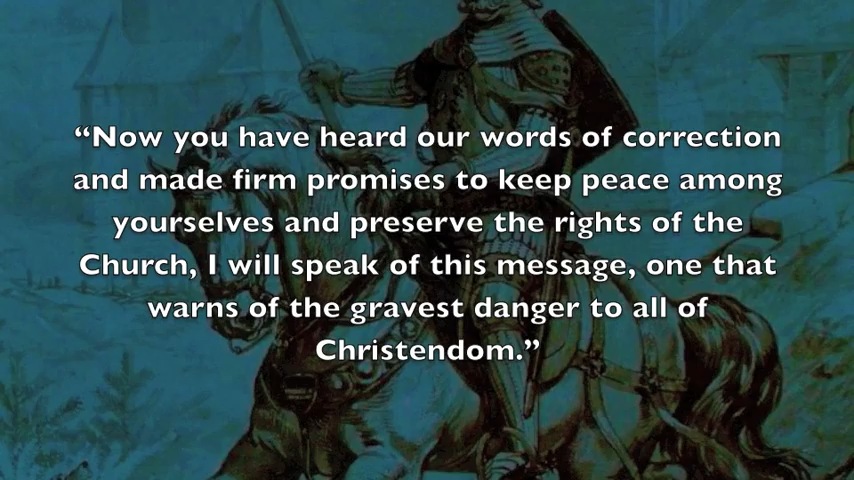 “Now you have heard our words of correction
and made firm promises to keep peace among
yourselves and preserve the rights of the
Church, I will speak of this message, one that
warns of the gravest danger to all of
Christendom.”